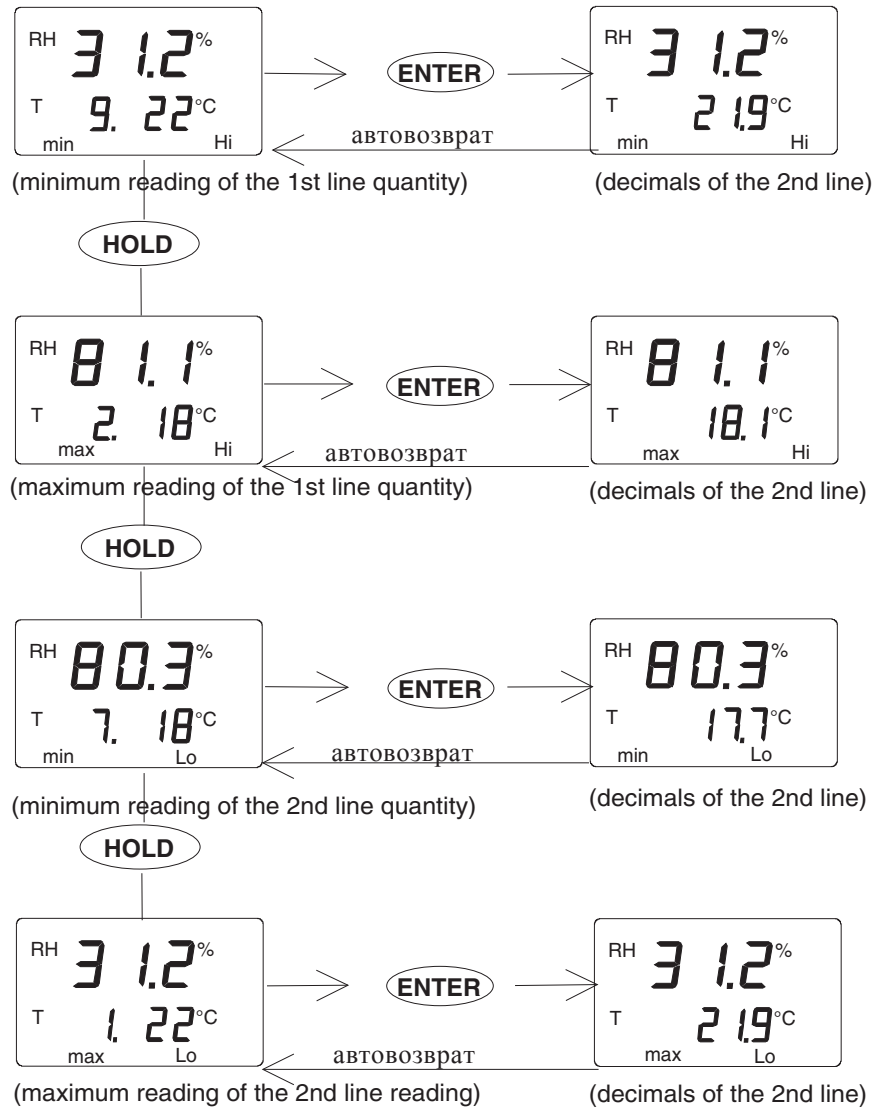 RH 31.2 %
T 9. 22 °C
min Hi
ENTER
RH 31.2 %
T 21.9 °C
min Hi
автовозврат
(minimum reading of the 1st line quantity)
(decimals of the 2nd line)
HOLD
RH 81.1 %
T 2. 18 °C
max Hi
ENTER
RH 81.1 %
T 18.1 °C
max Hi
автовозврат
(maximum reading of the 1st line quantity)
(decimals of the 2nd line)
HOLD
RH 80.3 %
T 7. 18 °C
min Lo
ENTER
RH 80.3 %
T 17.7 °C
min Lo
автовозврат
(minimum reading of the 2nd line quantity)
(decimals of the 2nd line)
HOLD
RH 31.2 %
T 1. 22 °C
max Lo
ENTER
RH 31.2 %
T 21.9 °C
max Lo
автовозврат
(maximum reading of the 2nd line reading)
(decimals of the 2nd line)